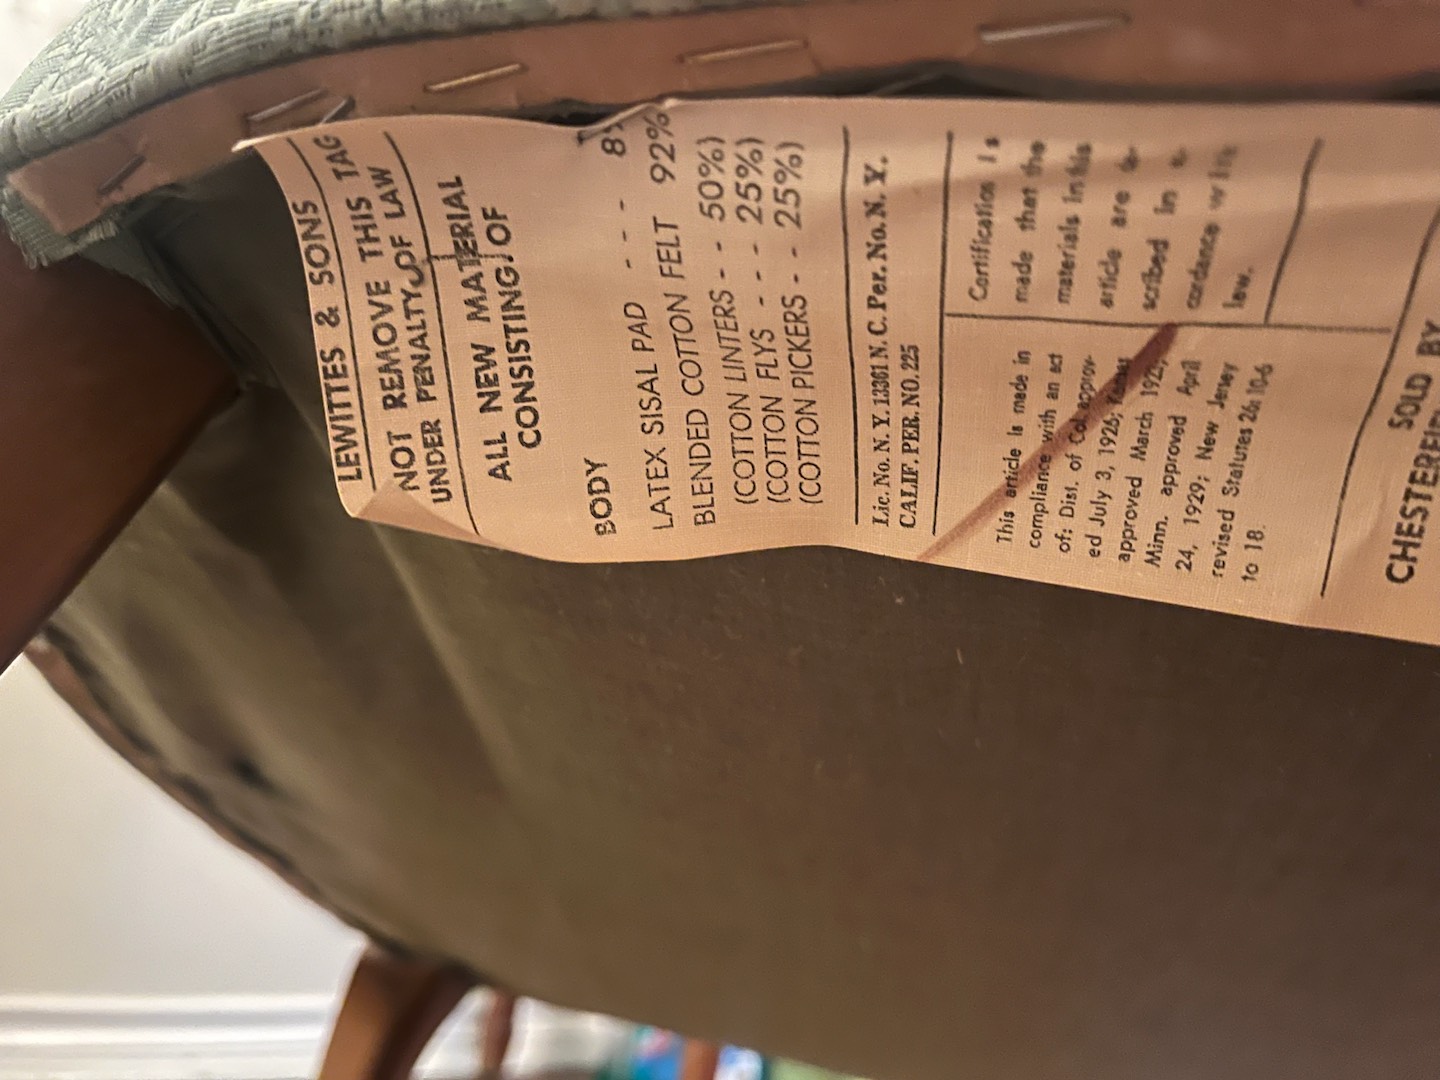 LEWITTES & SONS
NOT REMOVE THIS TAG
UNDER PENALTY OF LAW
ALL NEW MATERIAL
CONSISTING OF
BODY
LATEX SISAL PAD - - - 8%
BLENDED COTTON FELT 92%
(COTTON LINTERS - - 50%)
(COTTON FLYS - - - 25%)
(COTTON PICKERS - - 25%)
Lic. No. N. Y. 13361 N. C. Per. No. N. Y.
CALIF. PER. NO. 225
This article is made in
compliance with an act
of: Dist. of Col. approv-
ed July 3, 1926;
approved March 1925;
Minn. approved April
24, 1929; New Jersey
revised Statutes 26: 10-6
to 18.
Certification is
made that the
materials in this
article are de-
scribed in
cordance with
law.
SOLD BY